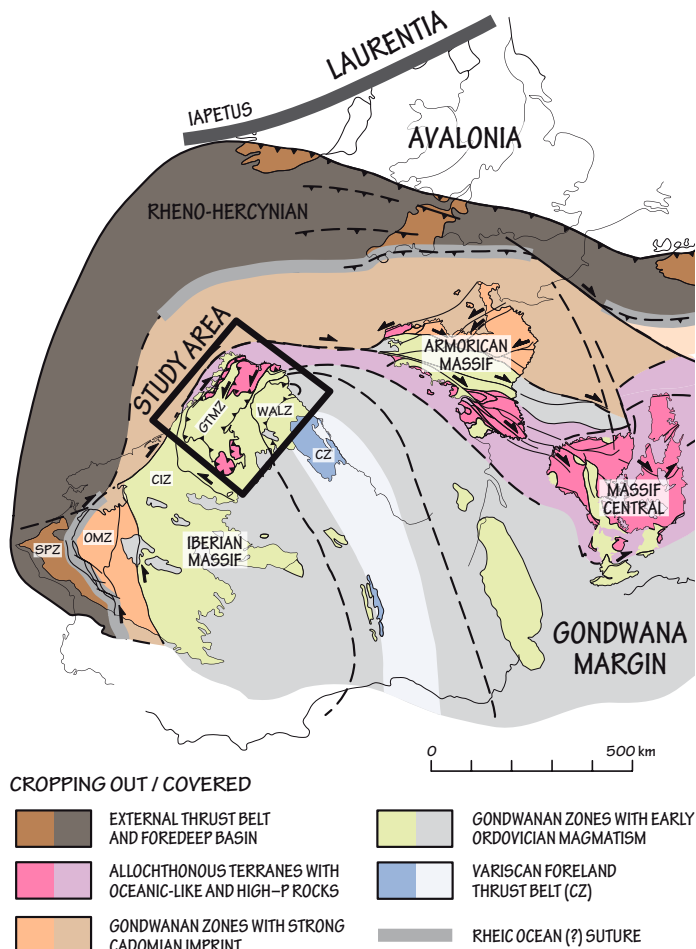 LAURENTIA
IAPETUS
AVALONIA
RHENO-HERCYNIAN
STUDY AREA
ARMORICAN
MASSIF
GTMZ
WALZ
CZ
CIZ
MASSIF
CENTRAL
OMZ
SPZ
IBERIAN
MASSIF
GONDWANA
MARGIN
0 500 km
CROPPING OUT / COVERED
EXTERNAL THRUST BELT
AND FOREDEEP BASIN
ALLOCHTHONOUS TERRANES WITH
OCEANIC-LIKE AND HIGH–P ROCKS
GONDWANAN ZONES WITH STRONG
CADOMIAN IMPRINT
GONDWANAN ZONES WITH EARLY
ORDOVICIAN MAGMATISM
VARISCAN FORELAND
THRUST BELT (CZ)
RHEIC OCEAN (?) SUTURE